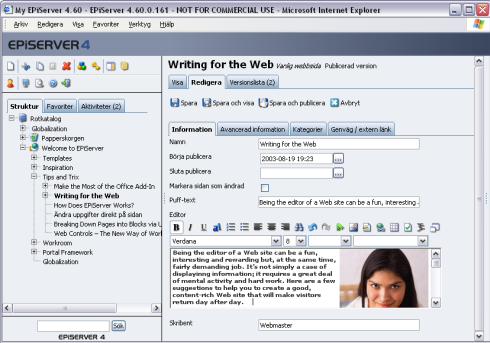 My EPiServer 4.60 - EPiServer 4.60.0.161 - NOT FOR COMMERCIAL USE - Microsoft Internet Explorer
Arkiv Redigera Visa Favoriter Verktyg Hjälp
EPiSERVER 4
Struktur Favoriter Aktiviteter (2)
Rotkatalog
Globalization
Papperskorgen
Welcome to EPiServer
Templates
Inspiration
Tips and Trix
Make the Most of the Office Add-In
Writing for the Web
How Does EPiServer Works?
Ändra uppgifter direkt på sidan
Breaking Down Pages into Blocks via U
Web Controls – The New Way of Worl
Workroom
Portal Framework
Globalization
Sök
EPiSERVER 4
Writing for the Web Vanlig webbsida Publicerad version
Visa Redigera Versionslista (2)
Spara Spara och visa Spara och publicera Avbryt
Information Avancerad information Kategorier Genväg / extern länk
Namn Writing for the Web
Börja publicera 2003-08-19 19:23 ...
Sluta publicera ...
Markera sidan som ändrad
Puff-text Being the editor of a Web site can be a fun, interesting
Editor
B I U
Verdana 8
Being the editor of a Web site can be a fun,
interesting and rewarding but, at the same time,
fairly demanding job. It's not simply a case of
displaying information; it requires a great deal
of mental activity and hard work. Here are a few
suggestions to help you to create a good,
content-rich Web site that will make visitors
return day after day.
Skribent Webmaster